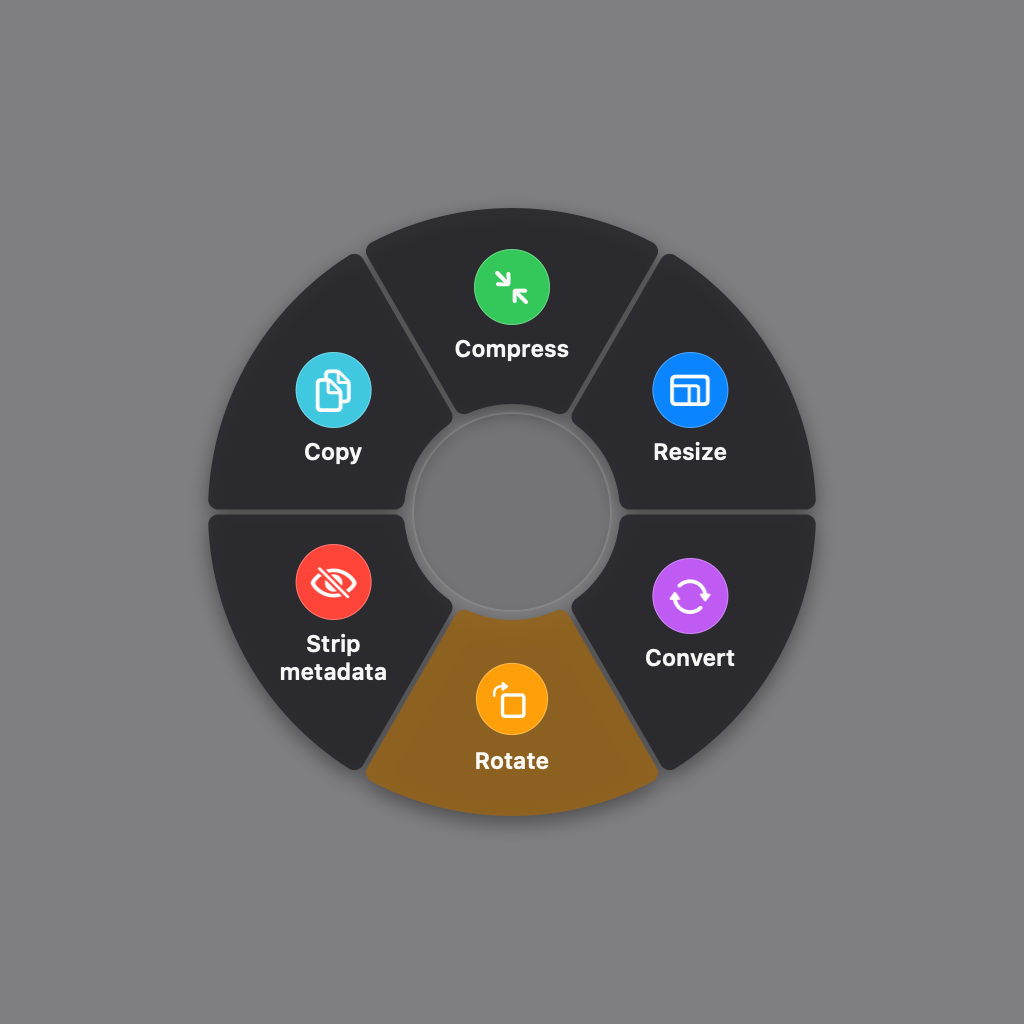 Compress
Copy
Resize
Strip
metadata
Convert
Rotate